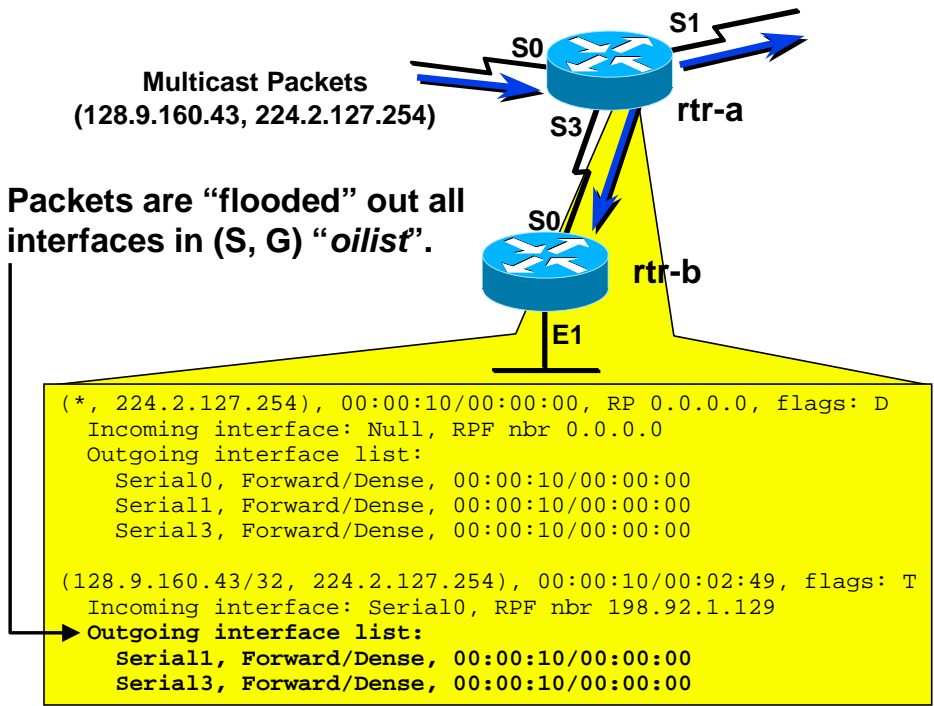 S1
S0
Multicast Packets
(128.9.160.43, 224.2.127.254)
rtr-a
S3
Packets are “flooded” out all
interfaces in (S, G) “oilist”.
S0
rtr-b
E1
(*, 224.2.127.254), 00:00:10/00:00:00, RP 0.0.0.0, flags: D
Incoming interface: Null, RPF nbr 0.0.0.0
Outgoing interface list:
Serial0, Forward/Dense, 00:00:10/00:00:00
Serial1, Forward/Dense, 00:00:10/00:00:00
Serial3, Forward/Dense, 00:00:10/00:00:00
(128.9.160.43/32, 224.2.127.254), 00:00:10/00:02:49, flags: T
Incoming interface: Serial0, RPF nbr 198.92.1.129
Outgoing interface list:
Serial1, Forward/Dense, 00:00:10/00:00:00
Serial3, Forward/Dense, 00:00:10/00:00:00